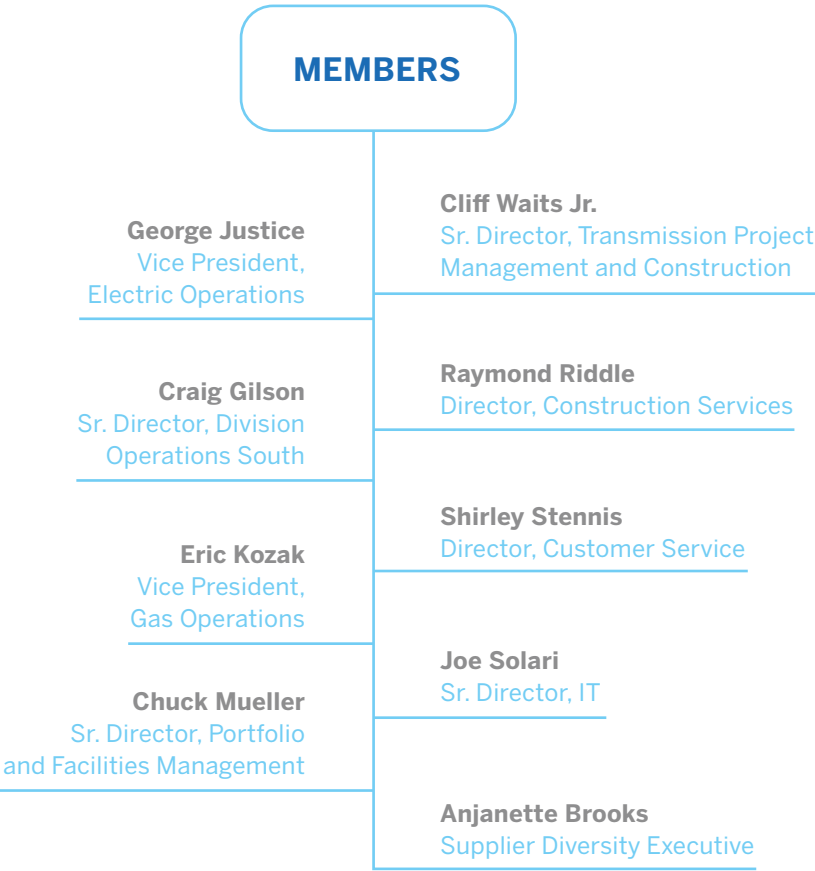 MEMBERS
George Justice
Vice President,
Electric Operations
Craig Gilson
Sr. Director, Division
Operations South
Eric Kozak
Vice President,
Gas Operations
Chuck Mueller
Sr. Director, Portfolio
and Facilities Management
Cliff Waits Jr.
Sr. Director, Transmission Project
Management and Construction
Raymond Riddle
Director, Construction Services
Shirley Stennis
Director, Customer Service
Joe Solari
Sr. Director, IT
Anjanette Brooks
Supplier Diversity Executive